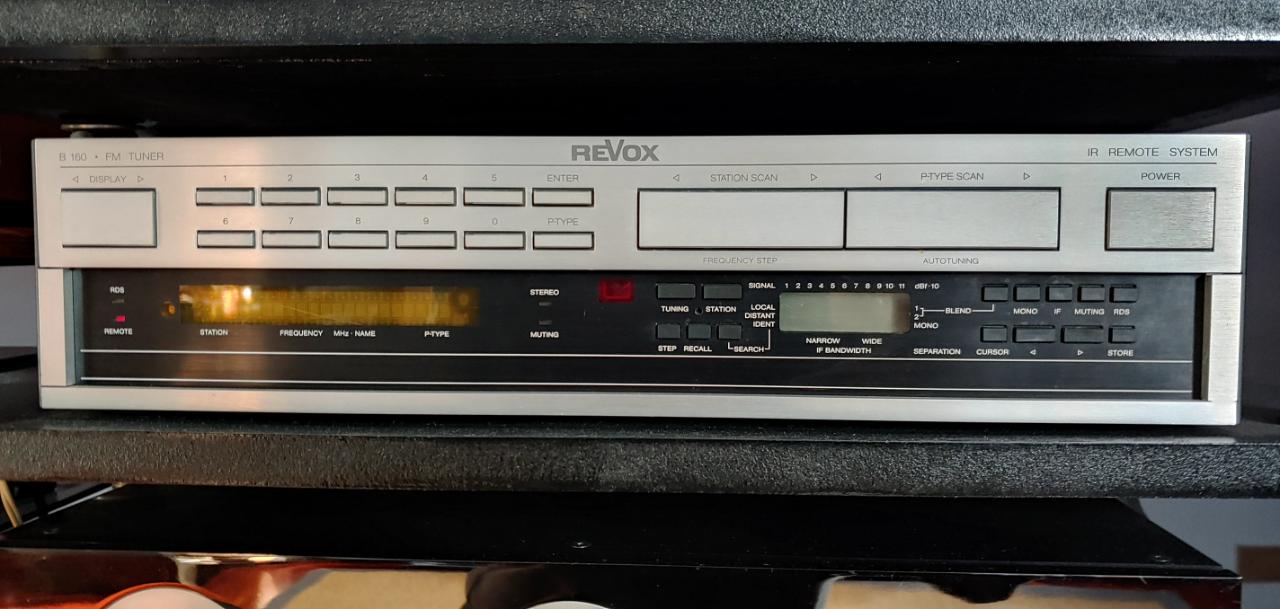 B 160 • FM TUNER
REVOX
IR REMOTE SYSTEM
◁ DISPLAY ▷
1 2 3 4 5 ENTER
◁ STATION SCAN ▷
◁ P-TYPE SCAN ▷
POWER
6 7 8 9 0 P-TYPE
FREQUENCY STEP
AUTOTUNING
RDS
REMOTE
STATION FREQUENCY MHz · NAME P-TYPE
STEREO
MUTING
TUNING STATION
STEP RECALL SEARCH
SIGNAL 1 2 3 4 5 6 7 8 9 10 11 dBf·10
LOCAL
DISTANT
IDENT
NARROW WIDE
IF BANDWIDTH
1
2
BLEND
MONO
SEPARATION
MONO IF MUTING RDS
CURSOR ◁ ▷ STORE